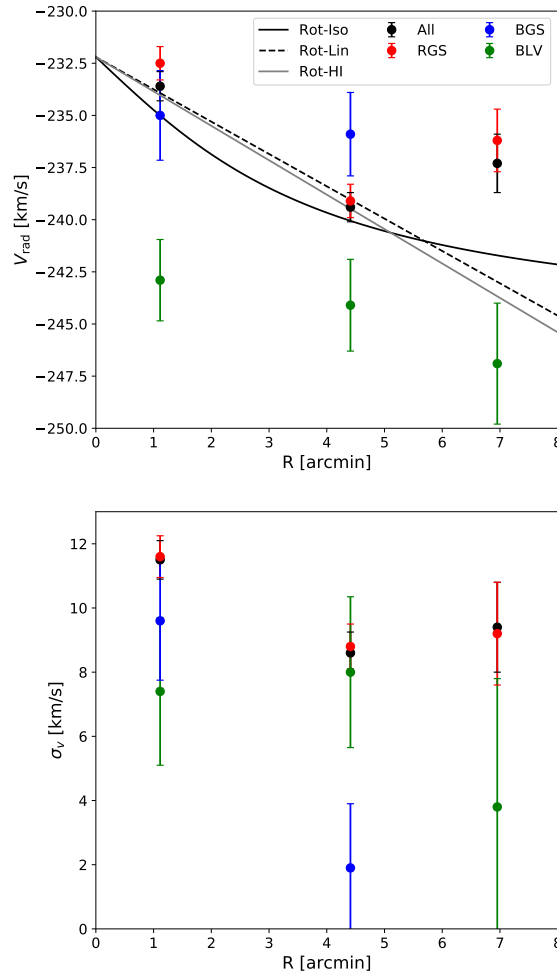 −230.0
−232.5
−235.0
−237.5
−240.0
−242.5
−245.0
−247.5
−250.0
V_rad [km/s]
Rot-Iso All BGS
Rot-Lin RGS BLV
Rot-HI
0 1 2 3 4 5 6 7 8
R [arcmin]
12
10
8
6
4
2
0
σ_v [km/s]
0 1 2 3 4 5 6 7 8
R [arcmin]